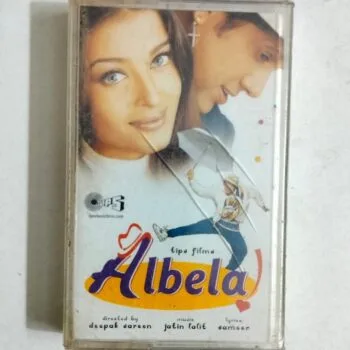 TIPS
tips films
Albela!
directed by music lyrics
deepak sareen jatin lalit sameer